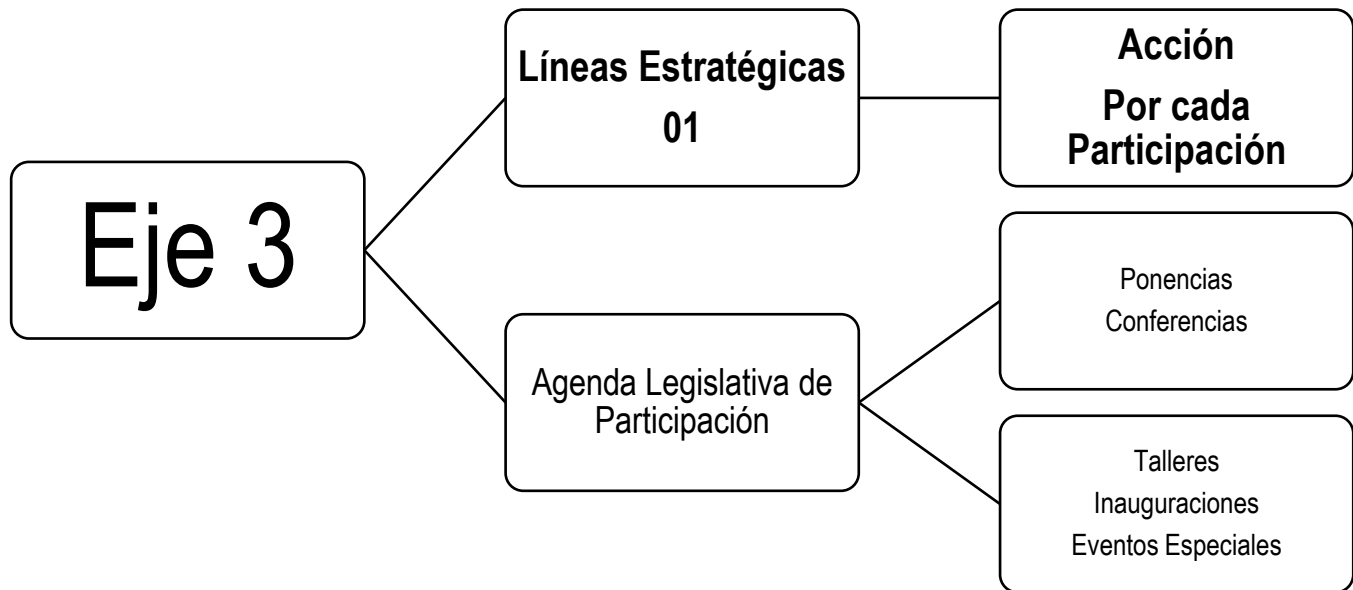 Eje 3
Líneas Estratégicas
01
Acción
Por cada
Participación
Agenda Legislativa de
Participación
Ponencias
Conferencias
Talleres
Inauguraciones
Eventos Especiales